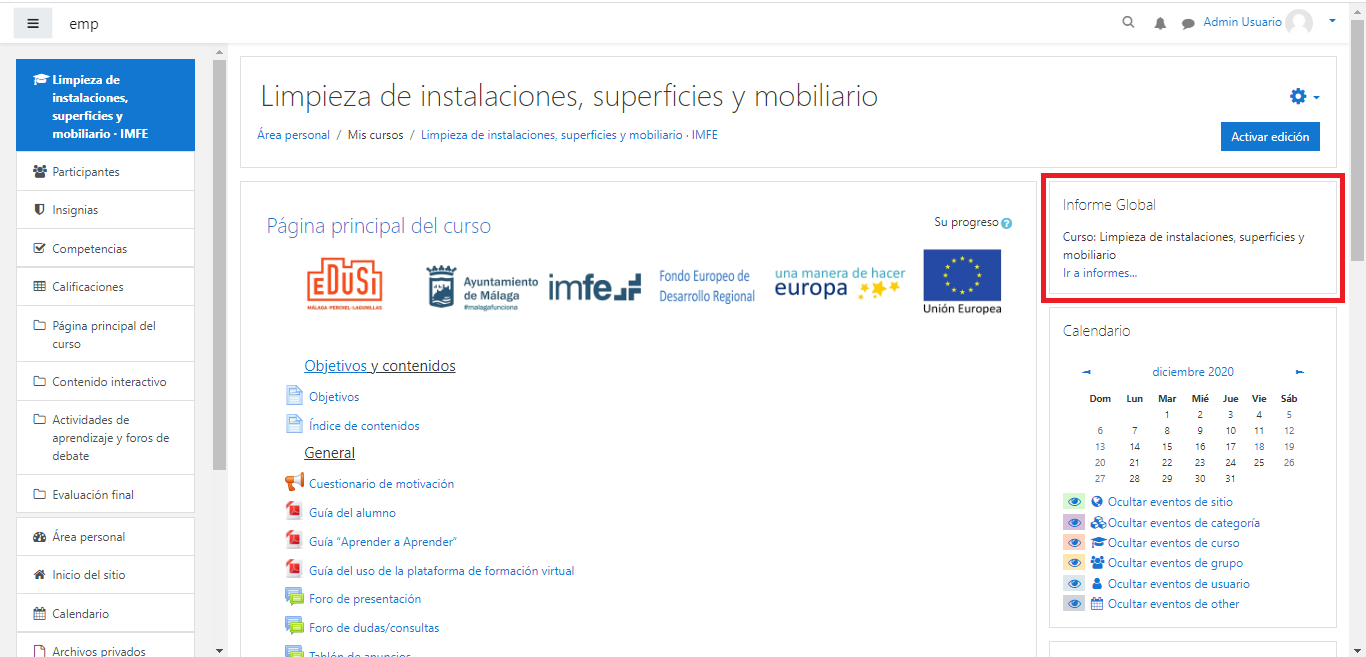 emp
Admin Usuario
Limpieza de
instalaciones,
superficies y
mobiliario · IMFE
Participantes
Insignias
Competencias
Calificaciones
Página principal del
curso
Contenido interactivo
Actividades de
aprendizaje y foros de
debate
Evaluación final
Área personal
Inicio del sitio
Calendario
Archivos privados
Limpieza de instalaciones, superficies y mobiliario
Área personal / Mis cursos / Limpieza de instalaciones, superficies y mobiliario · IMFE
Activar edición
Página principal del curso
Su progreso
EDUSI
MÁLAGA-PERCHEL-LAGUNILLAS
Ayuntamiento
de Málaga
#malagafunciona
imfe
Fondo Europeo de
Desarrollo Regional
una manera de hacer
europa
Unión Europea
Objetivos y contenidos
Objetivos
Índice de contenidos
General
Cuestionario de motivación
Guía del alumno
Guía “Aprender a Aprender”
Guía del uso de la plataforma de formación virtual
Foro de presentación
Foro de dudas/consultas
Tablón de anuncios
Informe Global
Curso: Limpieza de instalaciones, superficies y
mobiliario
Ir a informes...
Calendario
◄ diciembre 2020 ►
Dom Lun Mar Mié Jue Vie Sáb
1 2 3 4 5
6 7 8 9 10 11 12
13 14 15 16 17 18 19
20 21 22 23 24 25 26
27 28 29 30 31
Ocultar eventos de sitio
Ocultar eventos de categoría
Ocultar eventos de curso
Ocultar eventos de grupo
Ocultar eventos de usuario
Ocultar eventos de other